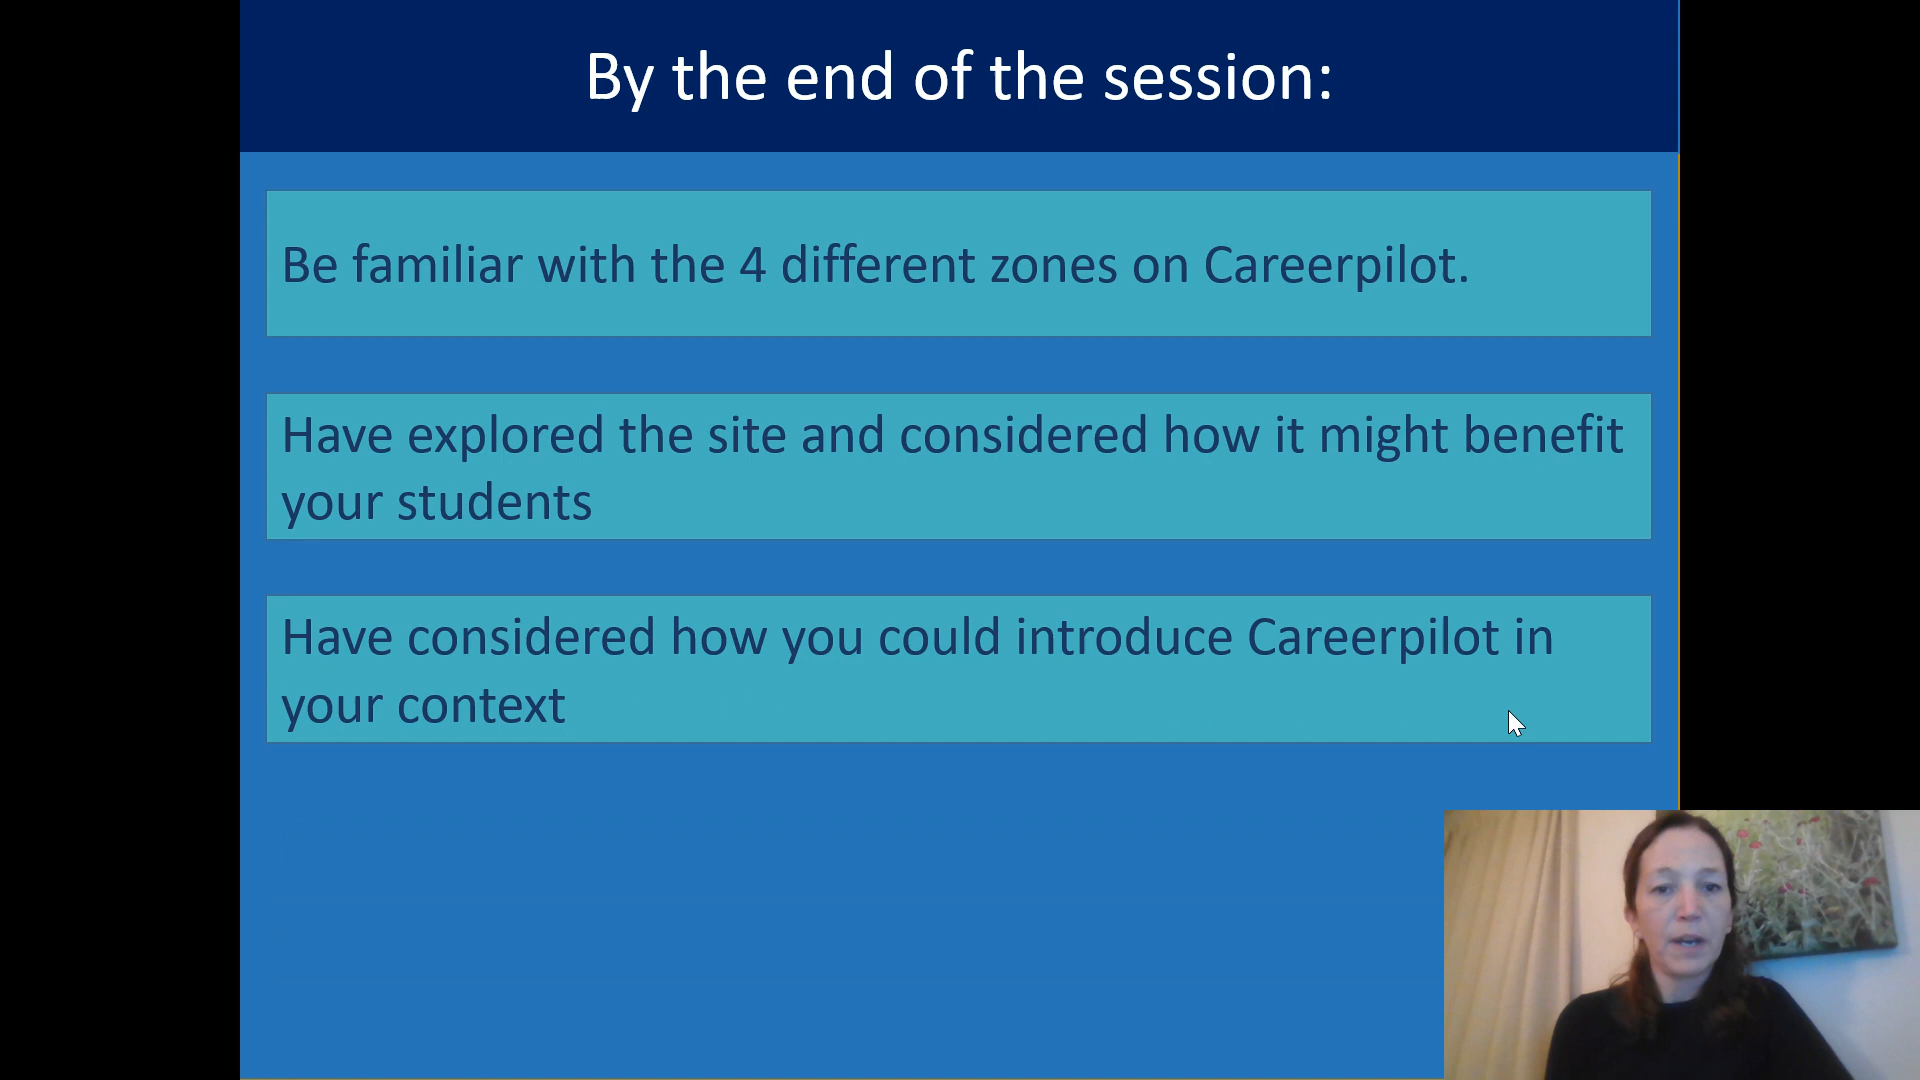 By the end of the session:
Be familiar with the 4 different zones on Careerpilot.
Have explored the site and considered how it might benefit
your students
Have considered how you could introduce Careerpilot in
your context